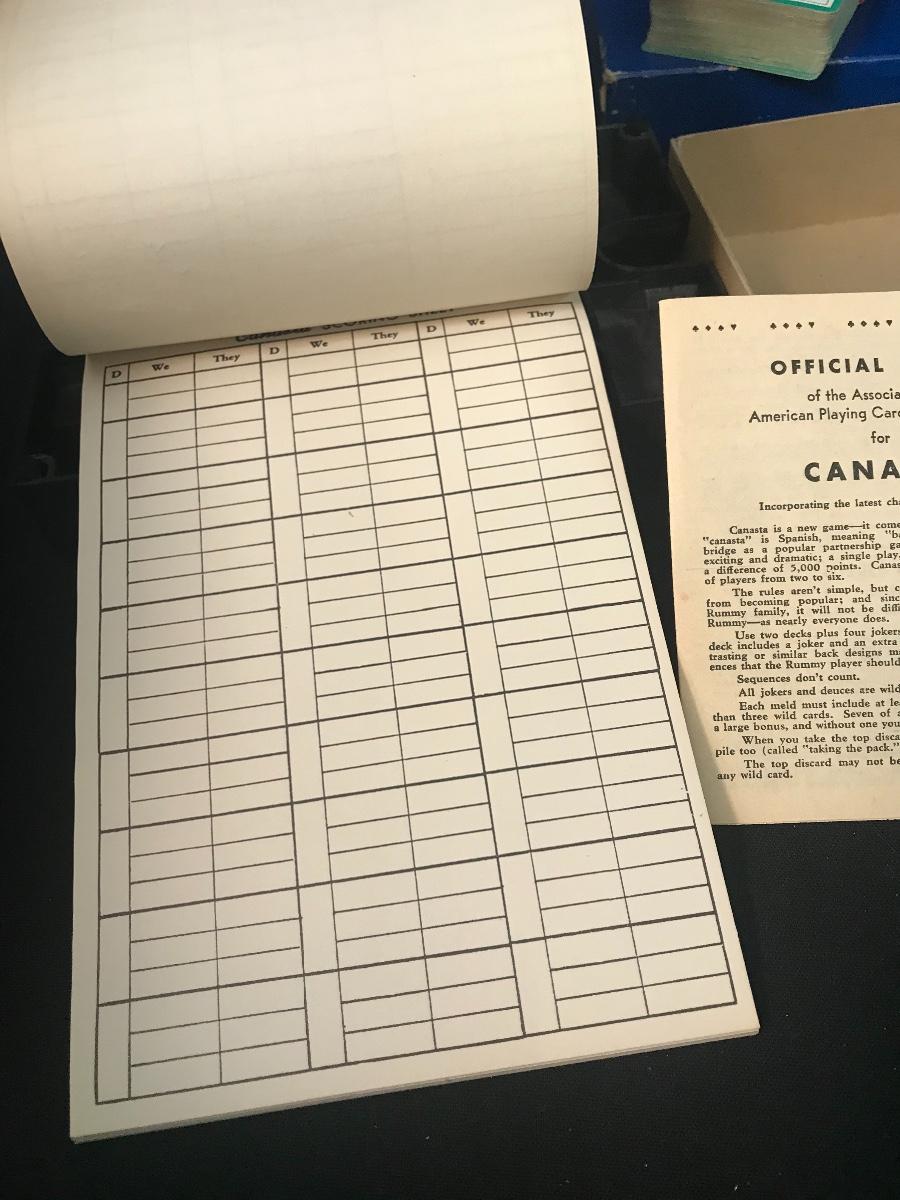 Canasta SCORING SHEET
D We They D We They D We They
♠ ♦ ♠ ♥ ♠ ♦ ♠ ♥ ♠ ♦ ♠ ♥
OFFICIAL
of the Associa
American Playing Card
for
CANA
Incorporating the latest cha
Canasta is a new game—it come
"canasta" is Spanish, meaning "ba
bridge as a popular partnership ga
exciting and dramatic; a single play
a difference of 5,000 points. Canas
of players from two to six.
The rules aren't simple, but c
from becoming popular; and sinc
Rummy family, it will not be diffi
Rummy—as nearly everyone does.
Use two decks plus four jokers
deck includes a joker and an extra
trasting or similar back designs m
ences that the Rummy player should
Sequences don't count.
All jokers and deuces are wild
Each meld must include at lea
than three wild cards. Seven of a
a large bonus, and without one you
When you take the top disca
pile too (called "taking the pack."
The top discard may not be
any wild card.